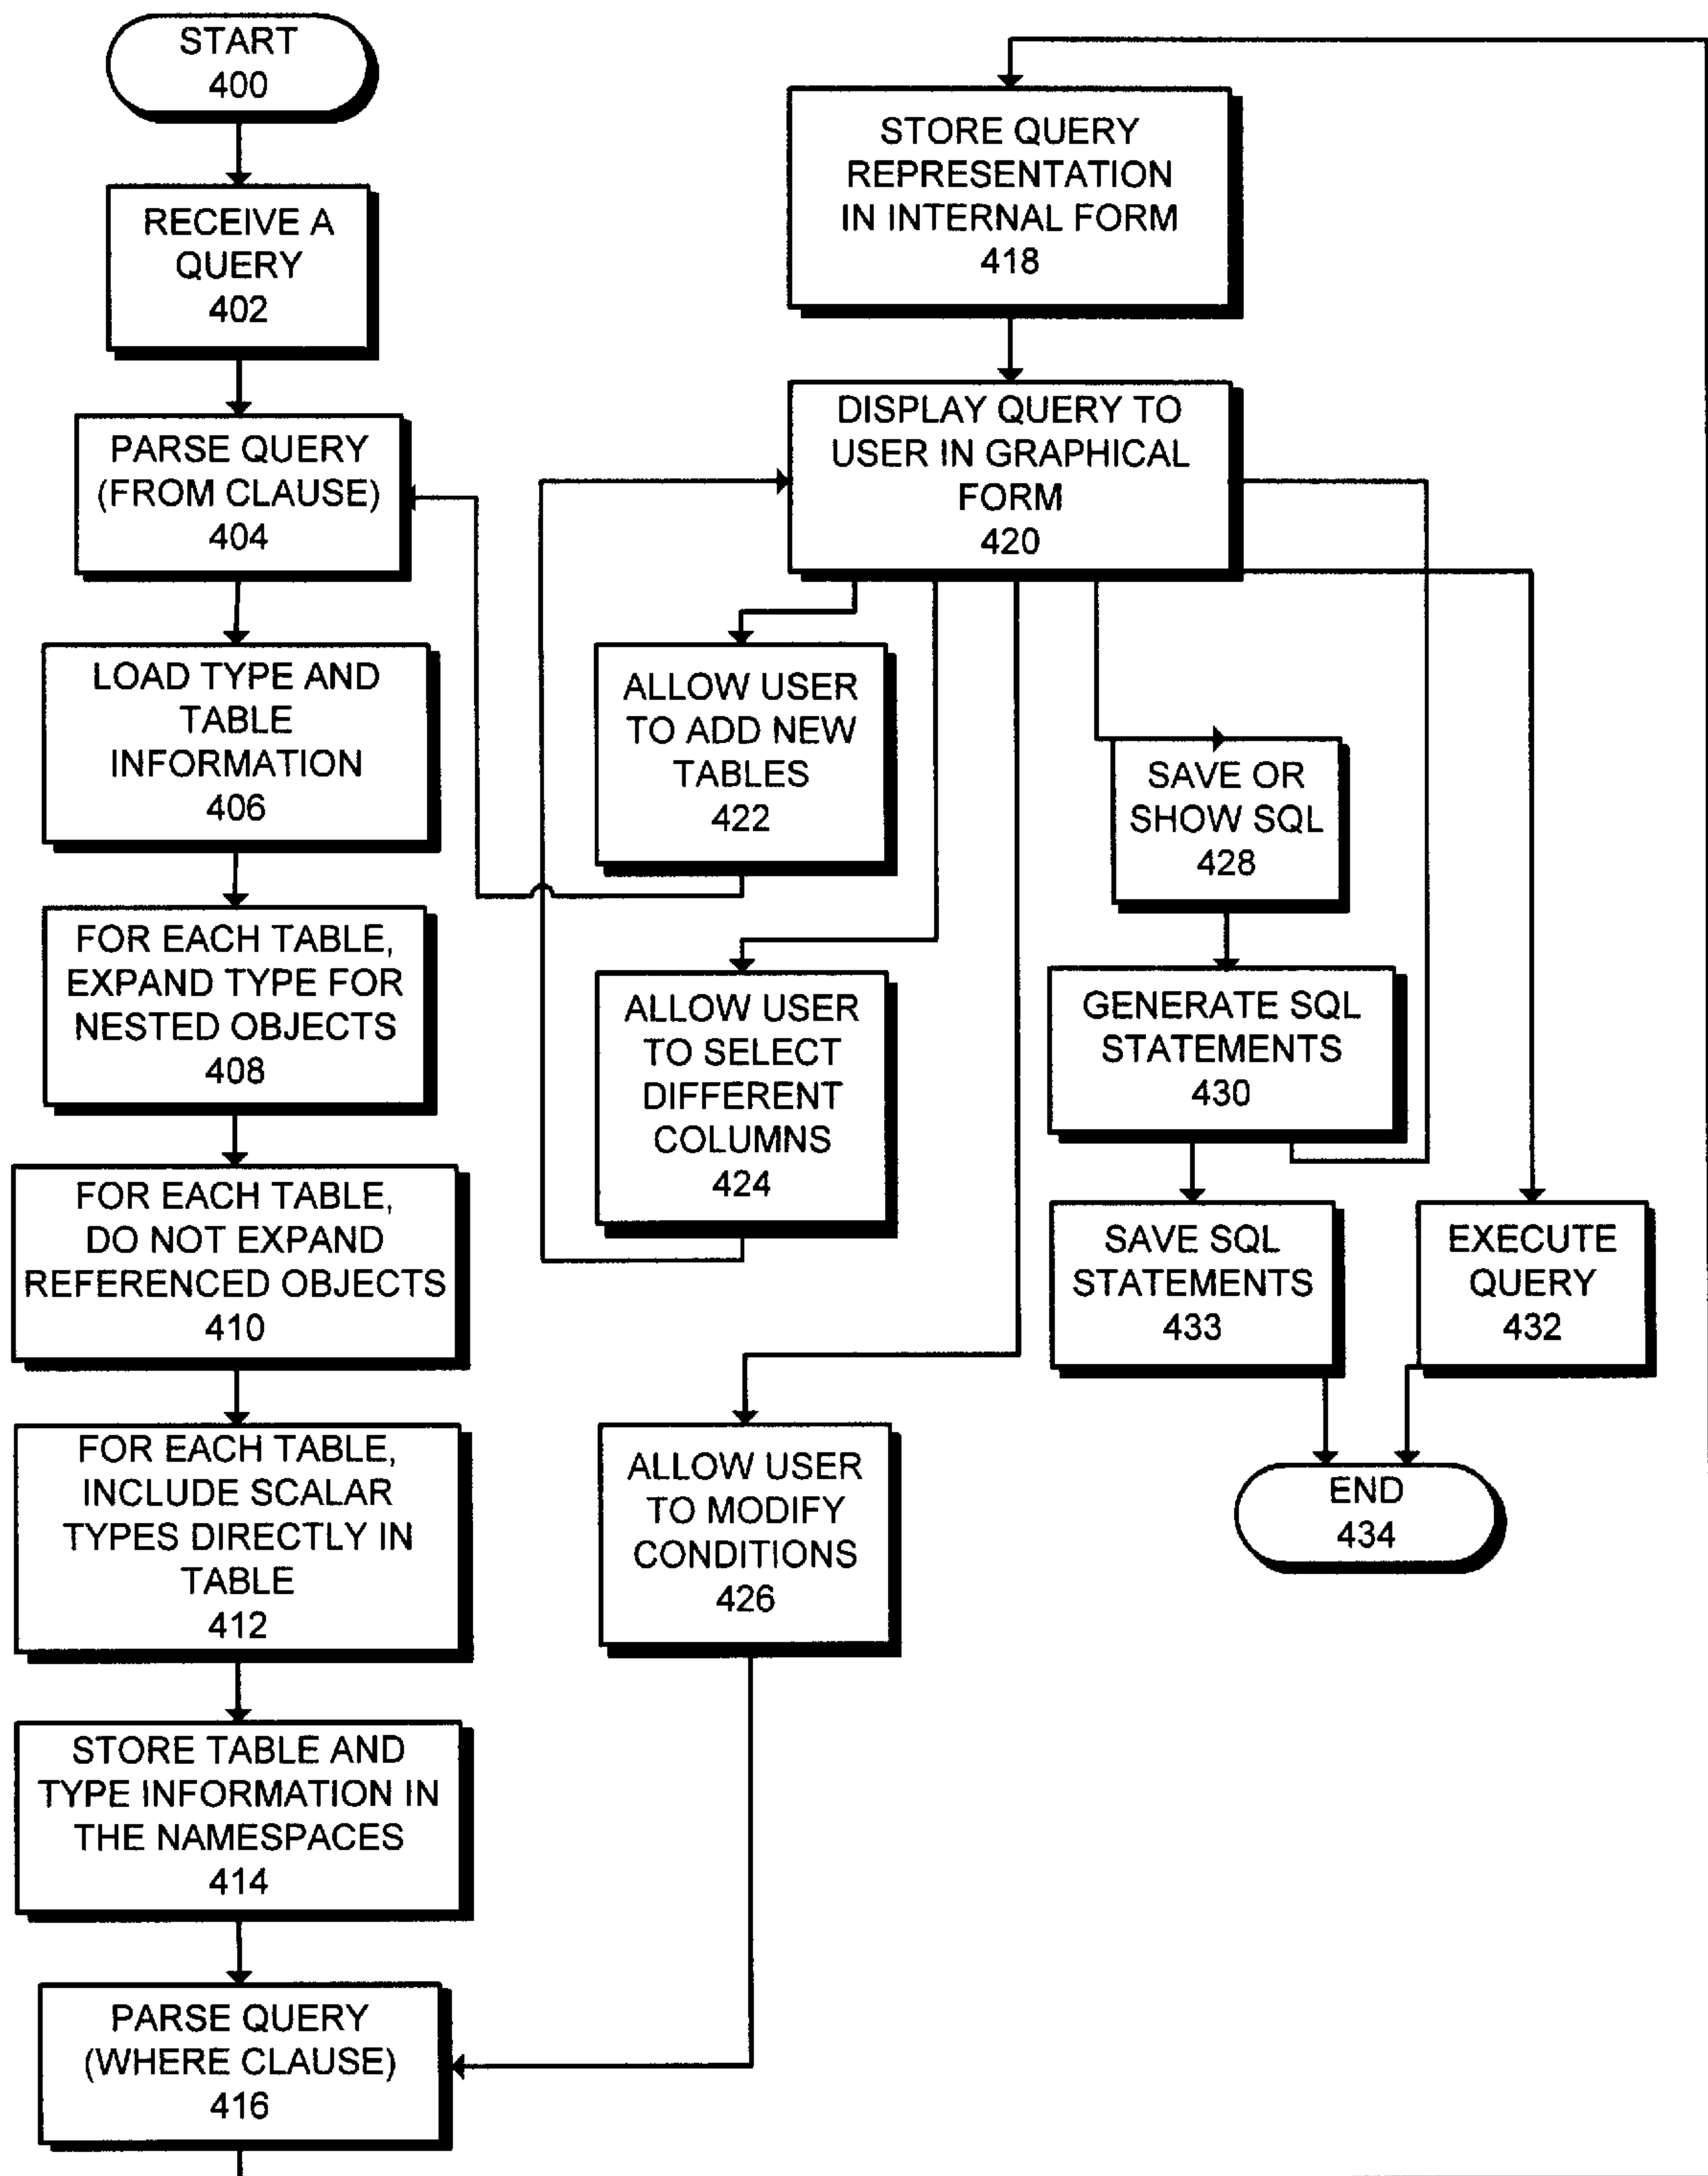 START
400
RECEIVE A
QUERY
402
PARSE QUERY
(FROM CLAUSE)
404
LOAD TYPE AND
TABLE
INFORMATION
406
FOR EACH TABLE,
EXPAND TYPE FOR
NESTED OBJECTS
408
FOR EACH TABLE,
DO NOT EXPAND
REFERENCED OBJECTS
410
FOR EACH TABLE,
INCLUDE SCALAR
TYPES DIRECTLY IN
TABLE
412
STORE TABLE AND
TYPE INFORMATION IN
THE NAMESPACES
414
PARSE QUERY
(WHERE CLAUSE)
416
STORE QUERY
REPRESENTATION
IN INTERNAL FORM
418
DISPLAY QUERY TO
USER IN GRAPHICAL
FORM
420
ALLOW USER
TO ADD NEW
TABLES
422
ALLOW USER
TO SELECT
DIFFERENT
COLUMNS
424
ALLOW USER
TO MODIFY
CONDITIONS
426
SAVE OR
SHOW SQL
428
GENERATE SQL
STATEMENTS
430
SAVE SQL
STATEMENTS
433
EXECUTE
QUERY
432
END
434